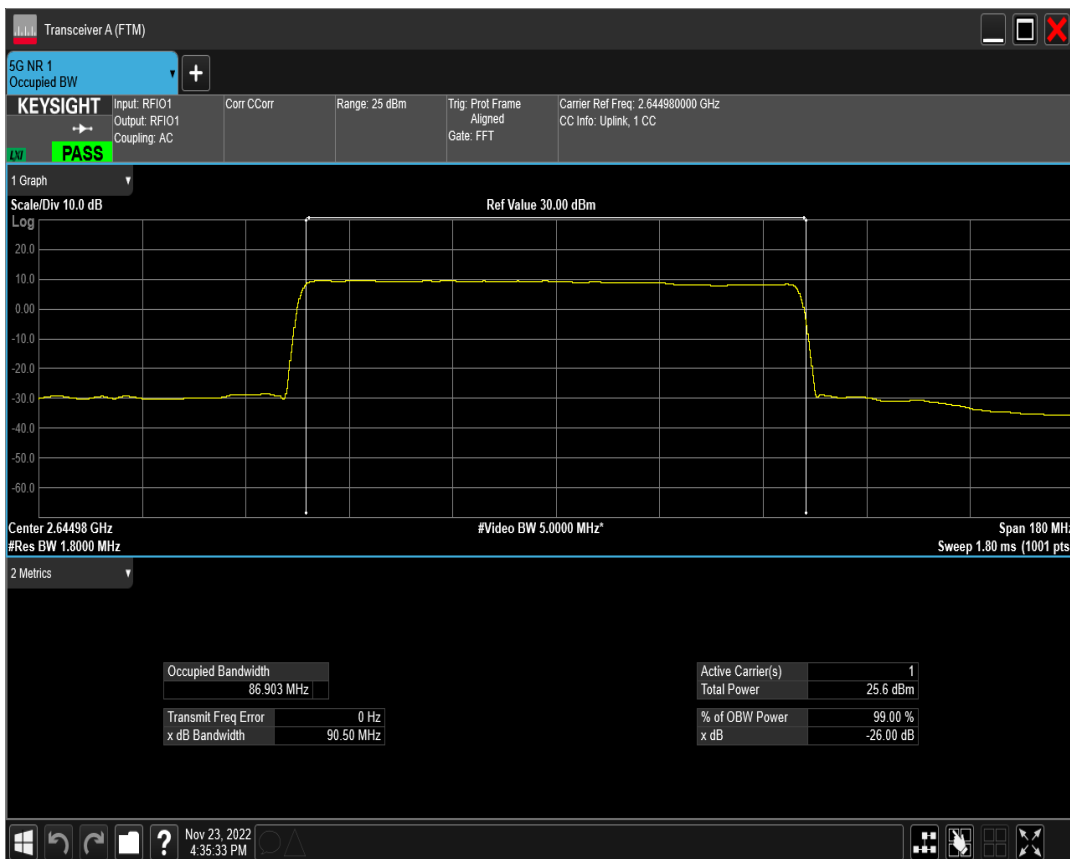 Transceiver A (FTM)
5G NR 1
Occupied BW
KEYSIGHT
LXI
PASS
Input: RFIO1
Output: RFIO1
Coupling: AC
Corr CCorr
Range: 25 dBm
Trig: Prot Frame
Aligned
Gate: FFT
Carrier Ref Freq: 2.644980000 GHz
CC Info: Uplink, 1 CC
1 Graph
Scale/Div 10.0 dB
Ref Value 30.00 dBm
Log
20.0
10.0
0.00
-10.0
-20.0
-30.0
-40.0
-50.0
-60.0
Center 2.64498 GHz
#Video BW 5.0000 MHz*
Span 180 MHz
#Res BW 1.8000 MHz
Sweep 1.80 ms (1001 pts
2 Metrics
Occupied Bandwidth
86.903 MHz
Transmit Freq Error 0 Hz
x dB Bandwidth 90.50 MHz
Active Carrier(s) 1
Total Power 25.6 dBm
% of OBW Power 99.00 %
x dB -26.00 dB
? Nov 23, 2022
4:35:33 PM